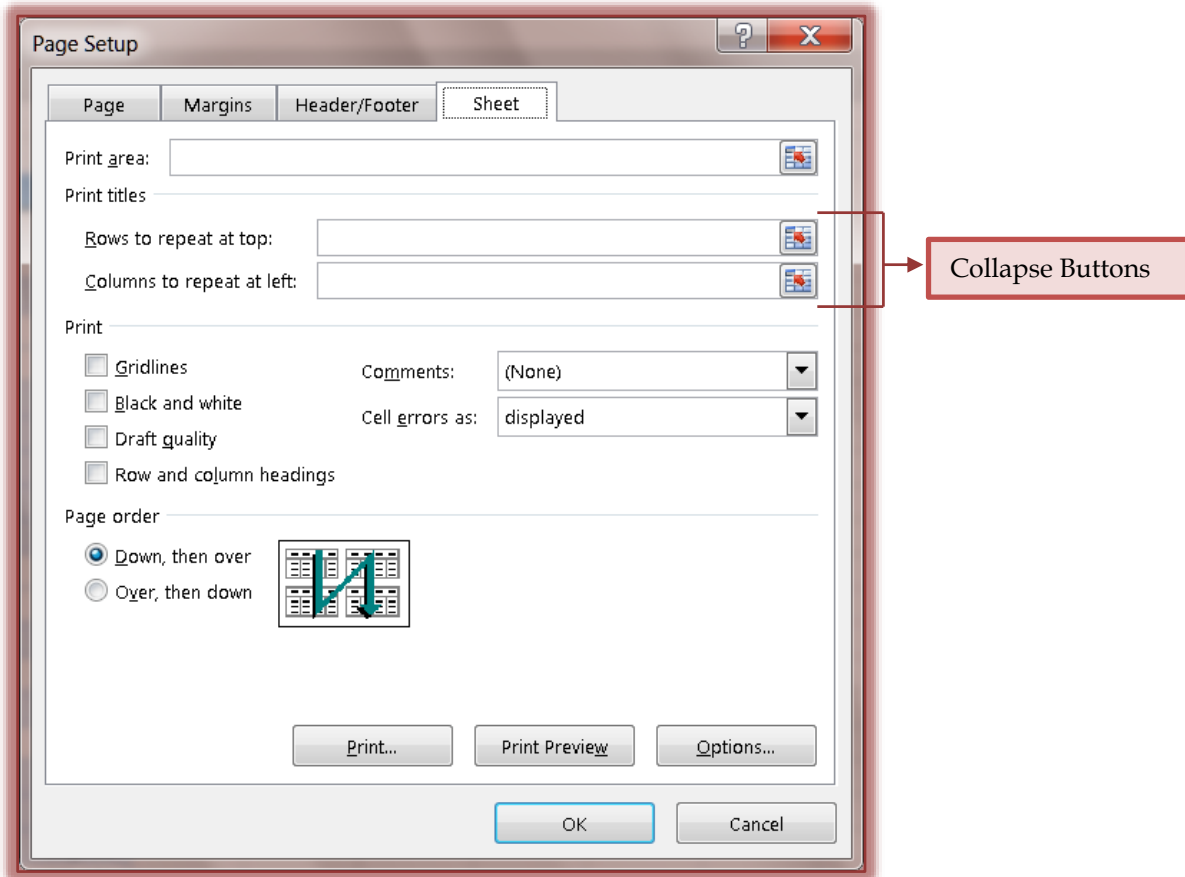 Page Setup
Page Margins Header/Footer Sheet
Print area:
Print titles
Rows to repeat at top:
Columns to repeat at left:
Collapse Buttons
Print
Gridlines
Comments: (None)
Black and white
Cell errors as: displayed
Draft quality
Row and column headings
Page order
Down, then over
Over, then down
Print... Print Preview Options...
OK Cancel